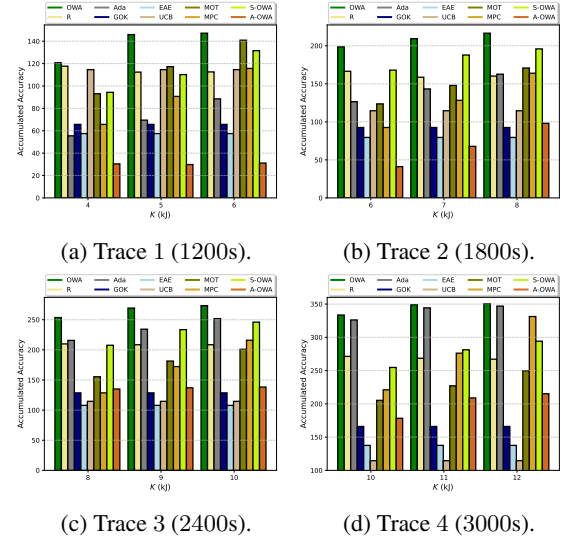 OWA Ada EAE MOT S-OWA
R GOK UCB MPC A-OWA
Accumulated Accuracy
140
120
100
80
60
40
20
0
4 5 6
K (kJ)
(a) Trace 1 (1200s).
OWA Ada EAE MOT S-OWA
R GOK UCB MPC A-OWA
Accumulated Accuracy
200
150
100
50
0
6 7 8
K (kJ)
(b) Trace 2 (1800s).
OWA Ada EAE MOT S-OWA
R GOK UCB MPC A-OWA
Accumulated Accuracy
250
200
150
100
50
0
8 9 10
K (kJ)
(c) Trace 3 (2400s).
OWA Ada EAE MOT S-OWA
R GOK UCB MPC A-OWA
Accumulated Accuracy
350
300
250
200
150
100
10 11 12
K (kJ)
(d) Trace 4 (3000s).